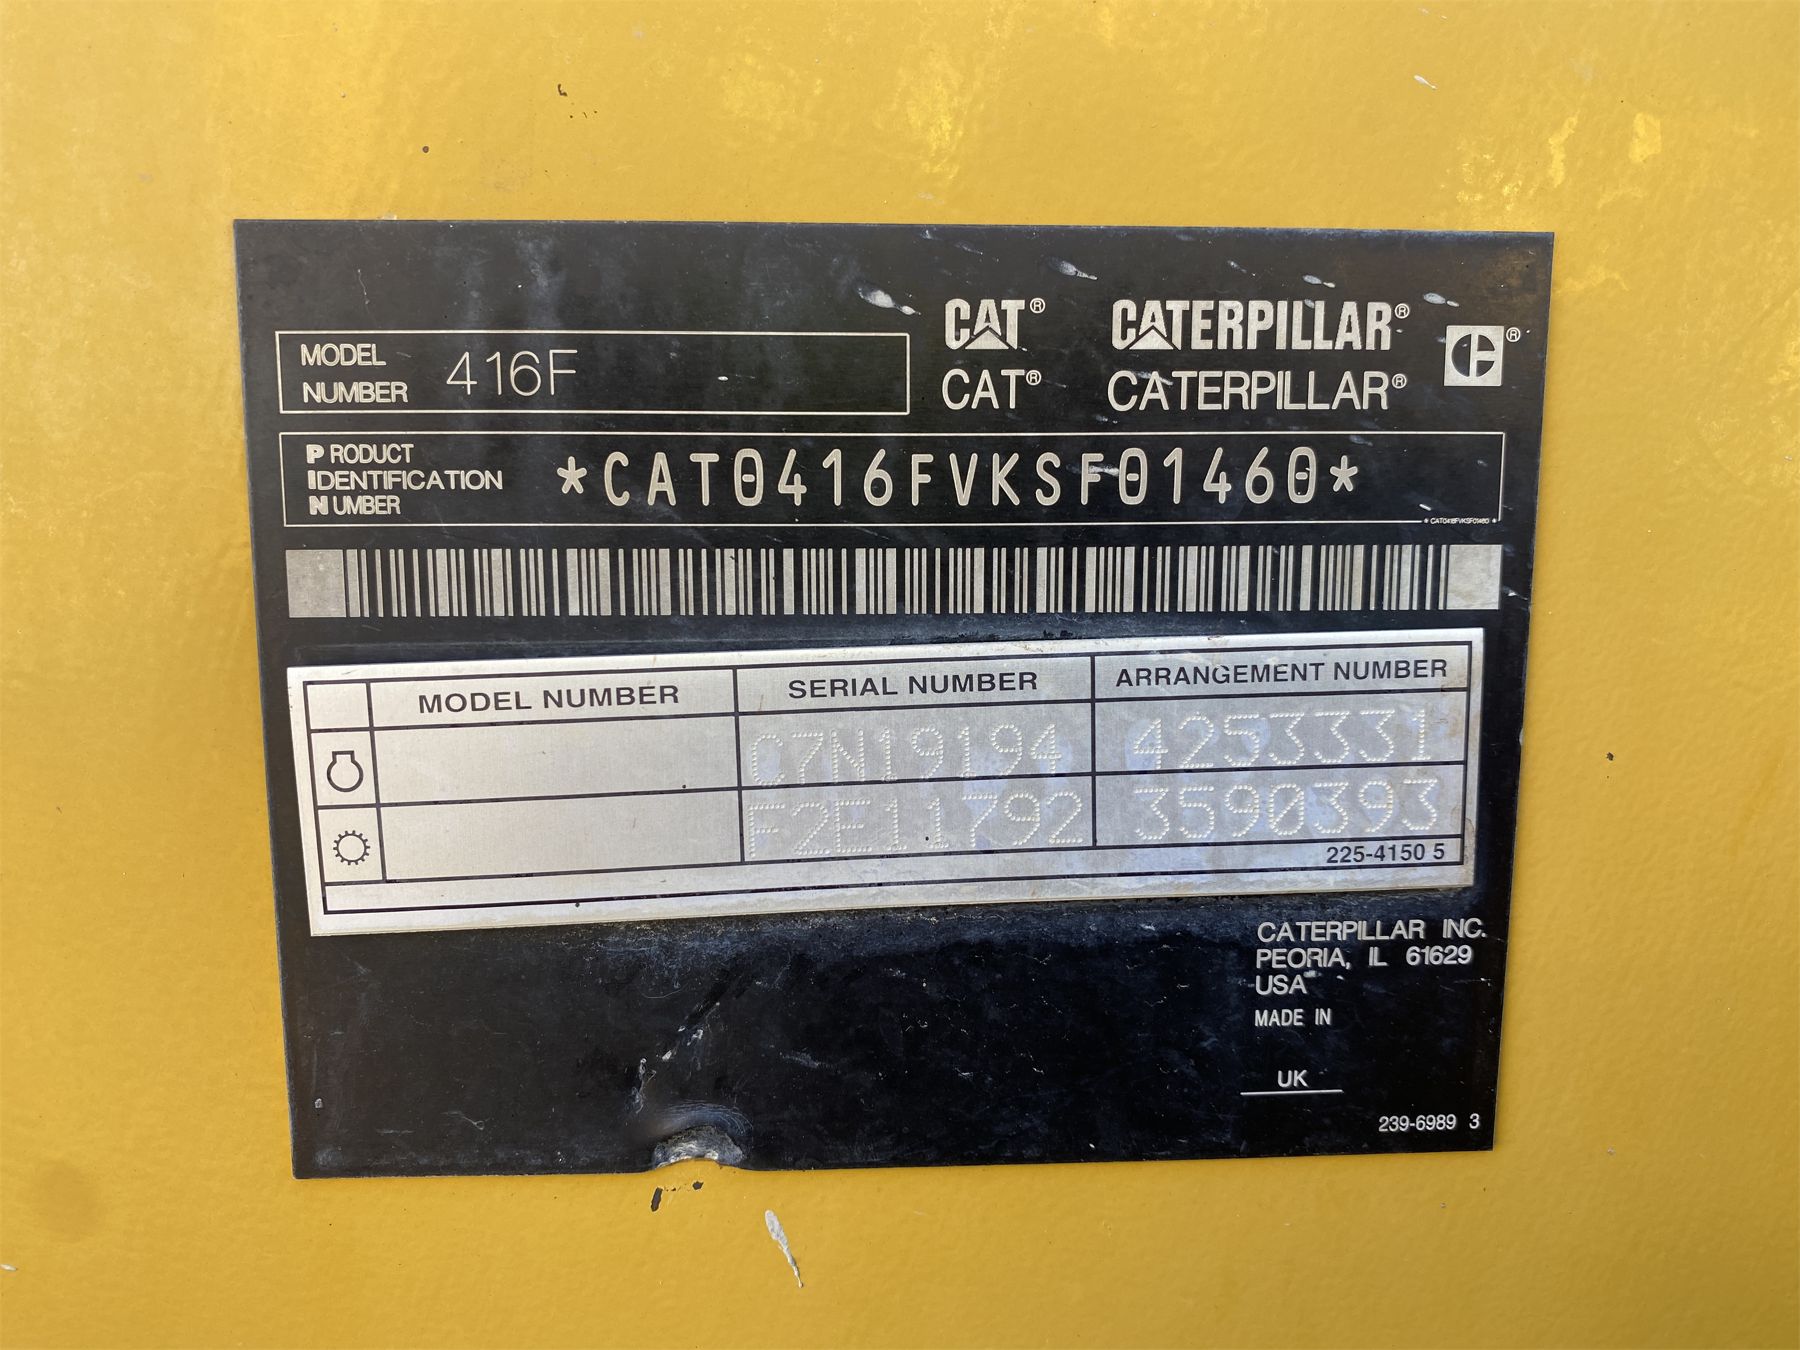 CAT® CATERPILLAR®
MODEL NUMBER 416F
CAT® CATERPILLAR® ®
PRODUCT IDENTIFICATION NUMBER *CAT0416FVKSF01460*
* CAT0416FVKSF01460 *
MODEL NUMBER SERIAL NUMBER ARRANGEMENT NUMBER
C7N19194 4253331
F2E11792 3590393
225-4150 5
CATERPILLAR INC.
PEORIA, IL 61629
USA
MADE IN
UK
239-6989 3